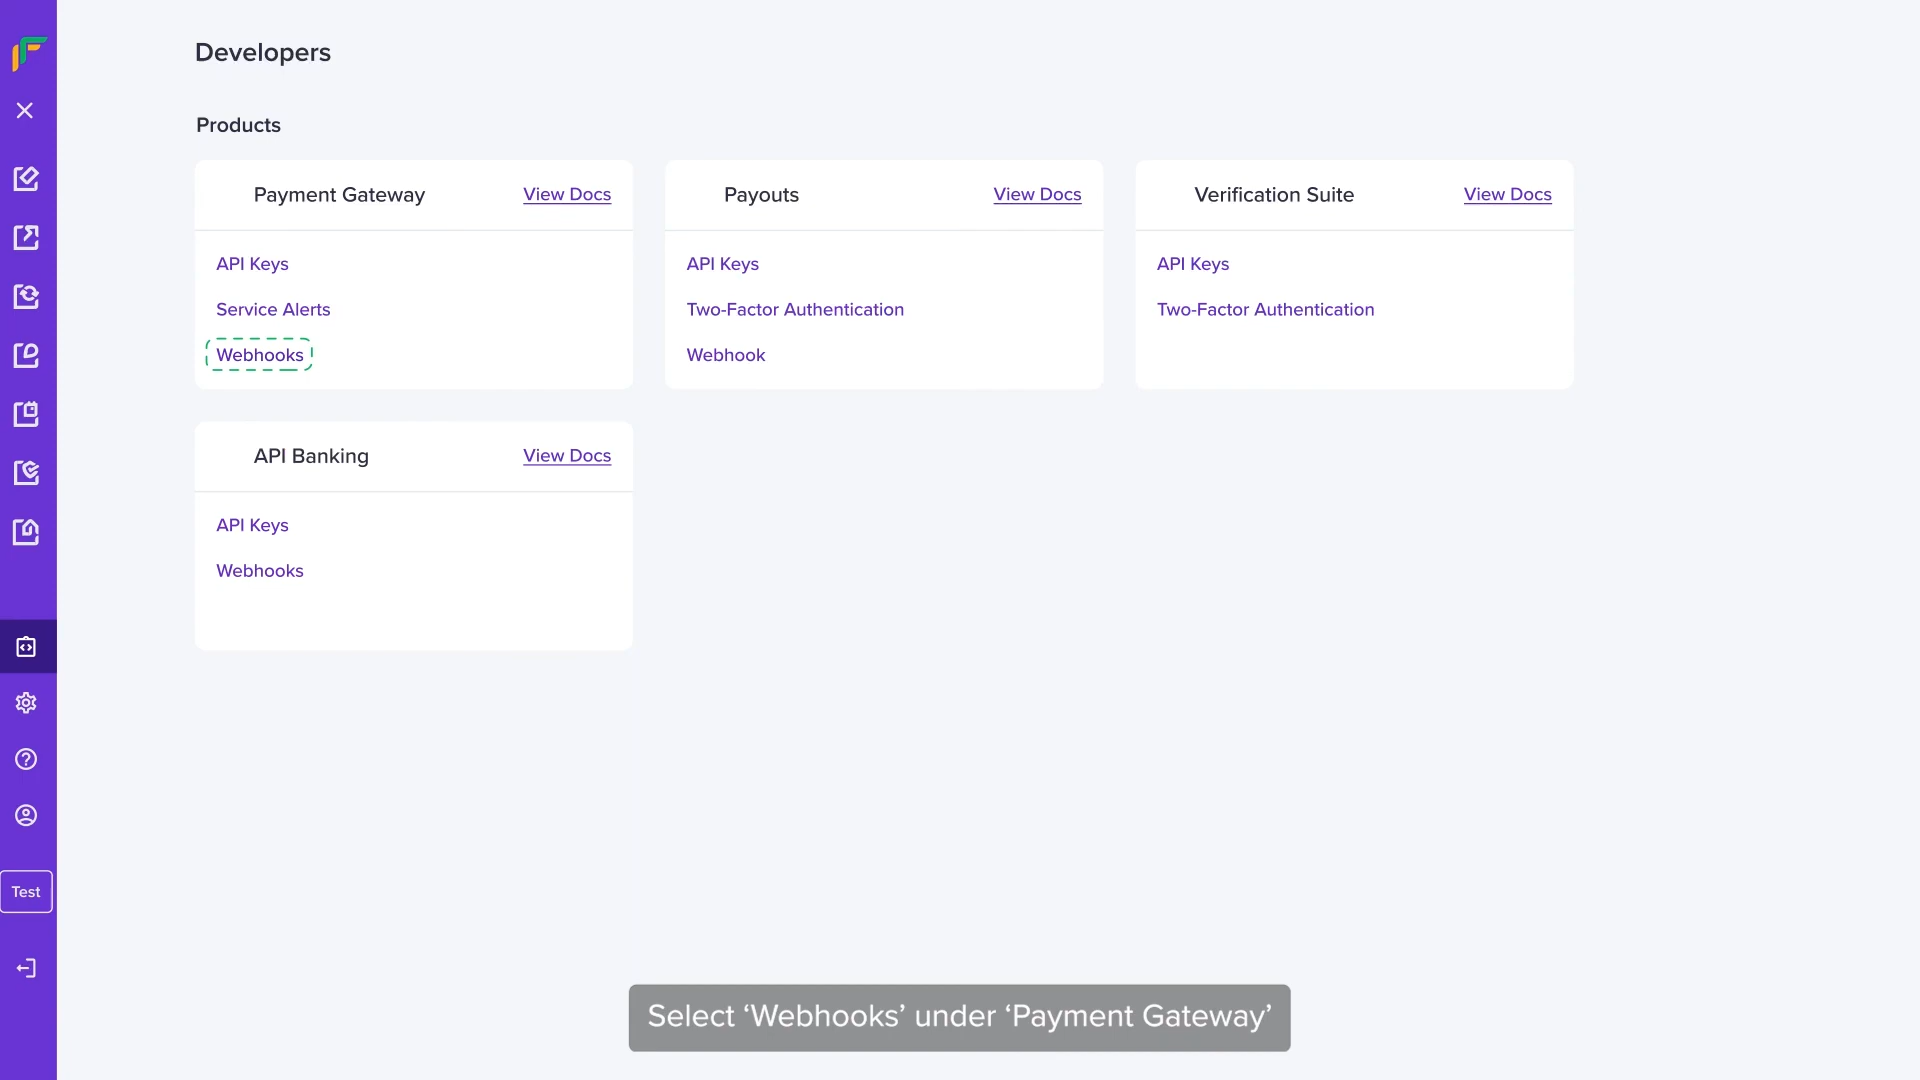 Developers
Products
Payment Gateway
View Docs
API Keys
Service Alerts
Webhooks
Payouts
View Docs
API Keys
Two-Factor Authentication
Webhook
Verification Suite
View Docs
API Keys
Two-Factor Authentication
API Banking
View Docs
API Keys
Webhooks
Test
Select ‘Webhooks’ under ‘Payment Gateway’